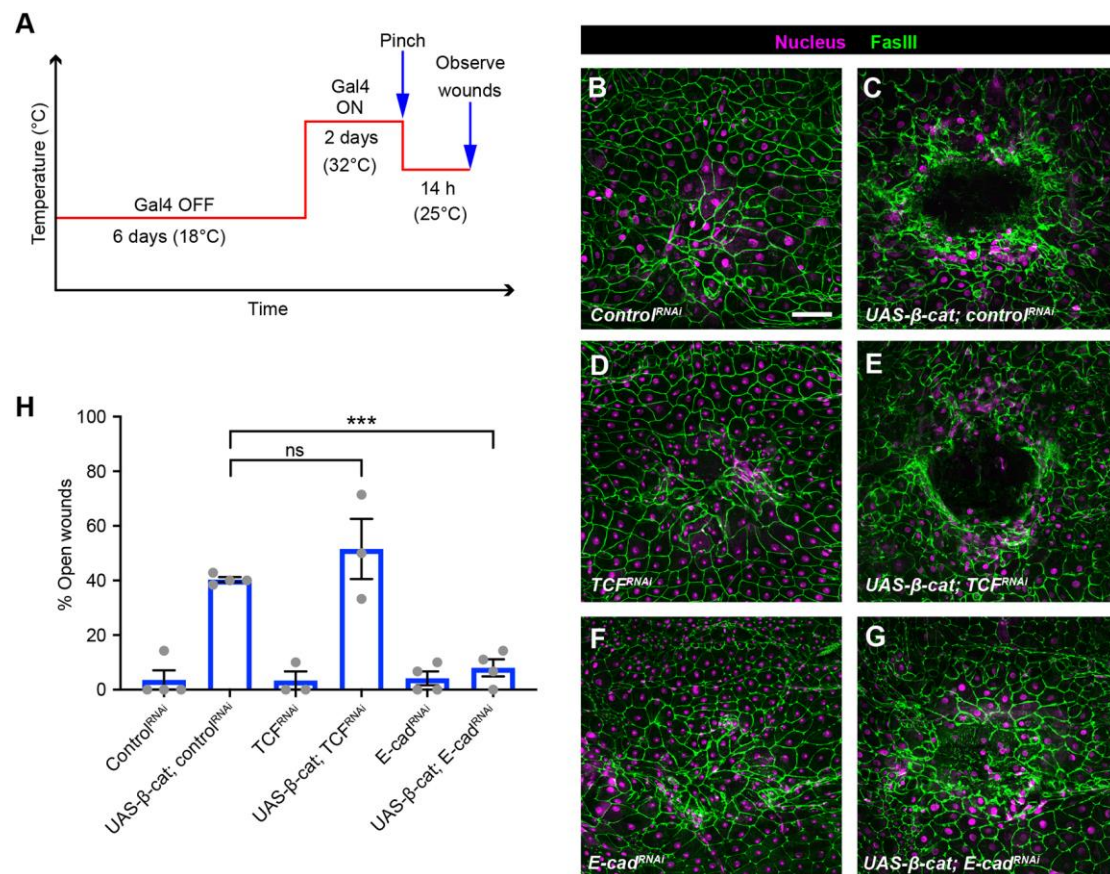 A
Pinch
Observe
wounds
Gal4
ON
2 days
(32°C)
14 h
(25°C)
Gal4 OFF
6 days (18°C)
Temperature (°C)
Time
Nucleus FasIII
B
Control^RNAi
C
UAS-β-cat; control^RNAi
D
TCF^RNAi
E
UAS-β-cat; TCF^RNAi
F
E-cad^RNAi
G
UAS-β-cat; E-cad^RNAi
H
***
ns
% Open wounds
100
80
60
40
20
0
Control^RNAi
UAS-β-cat; control^RNAi
TCF^RNAi
UAS-β-cat; TCF^RNAi
E-cad^RNAi
UAS-β-cat; E-cad^RNAi